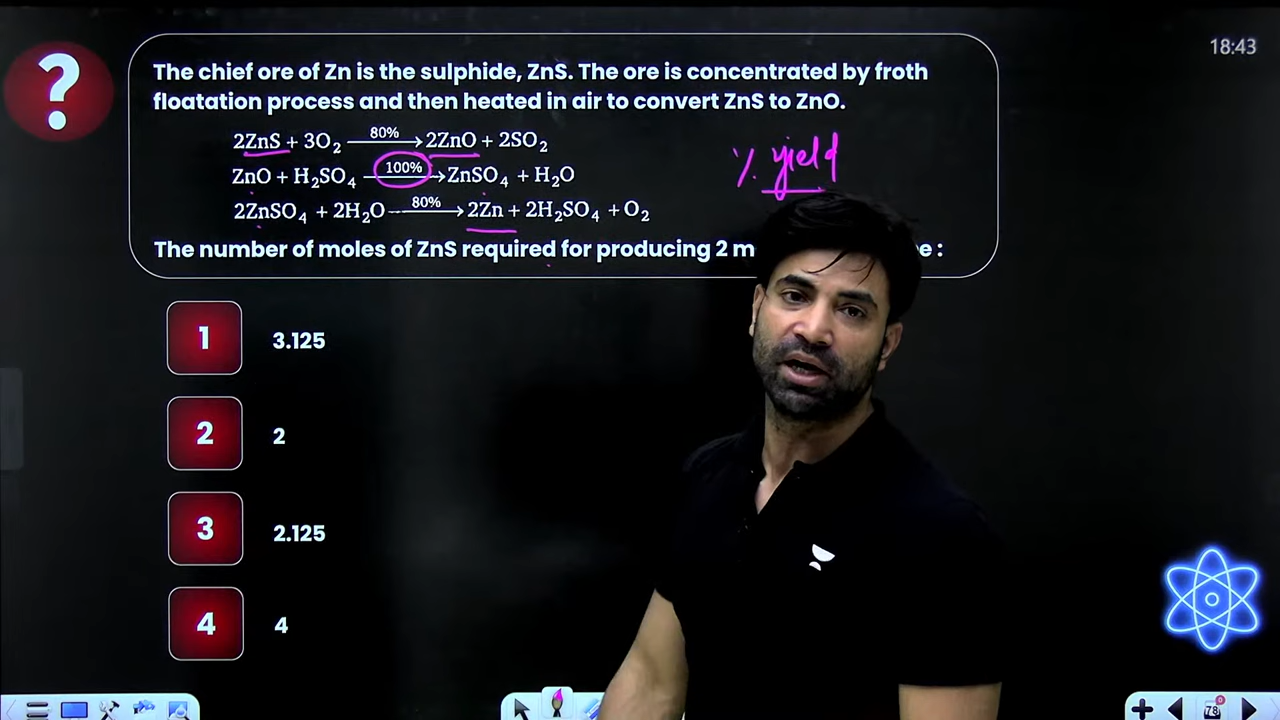 18:43
?
The chief ore of Zn is the sulphide, ZnS. The ore is concentrated by froth
floatation process and then heated in air to convert ZnS to ZnO.
2ZnS + 3O₂ —80%→ 2ZnO + 2SO₂
ZnO + H₂SO₄ —100%→ ZnSO₄ + H₂O
2ZnSO₄ + 2H₂O —80%→ 2Zn + 2H₂SO₄ + O₂
% yield
The number of moles of ZnS required for producing 2 m
e :
1 3.125
2 2
3 2.125
4 4
78